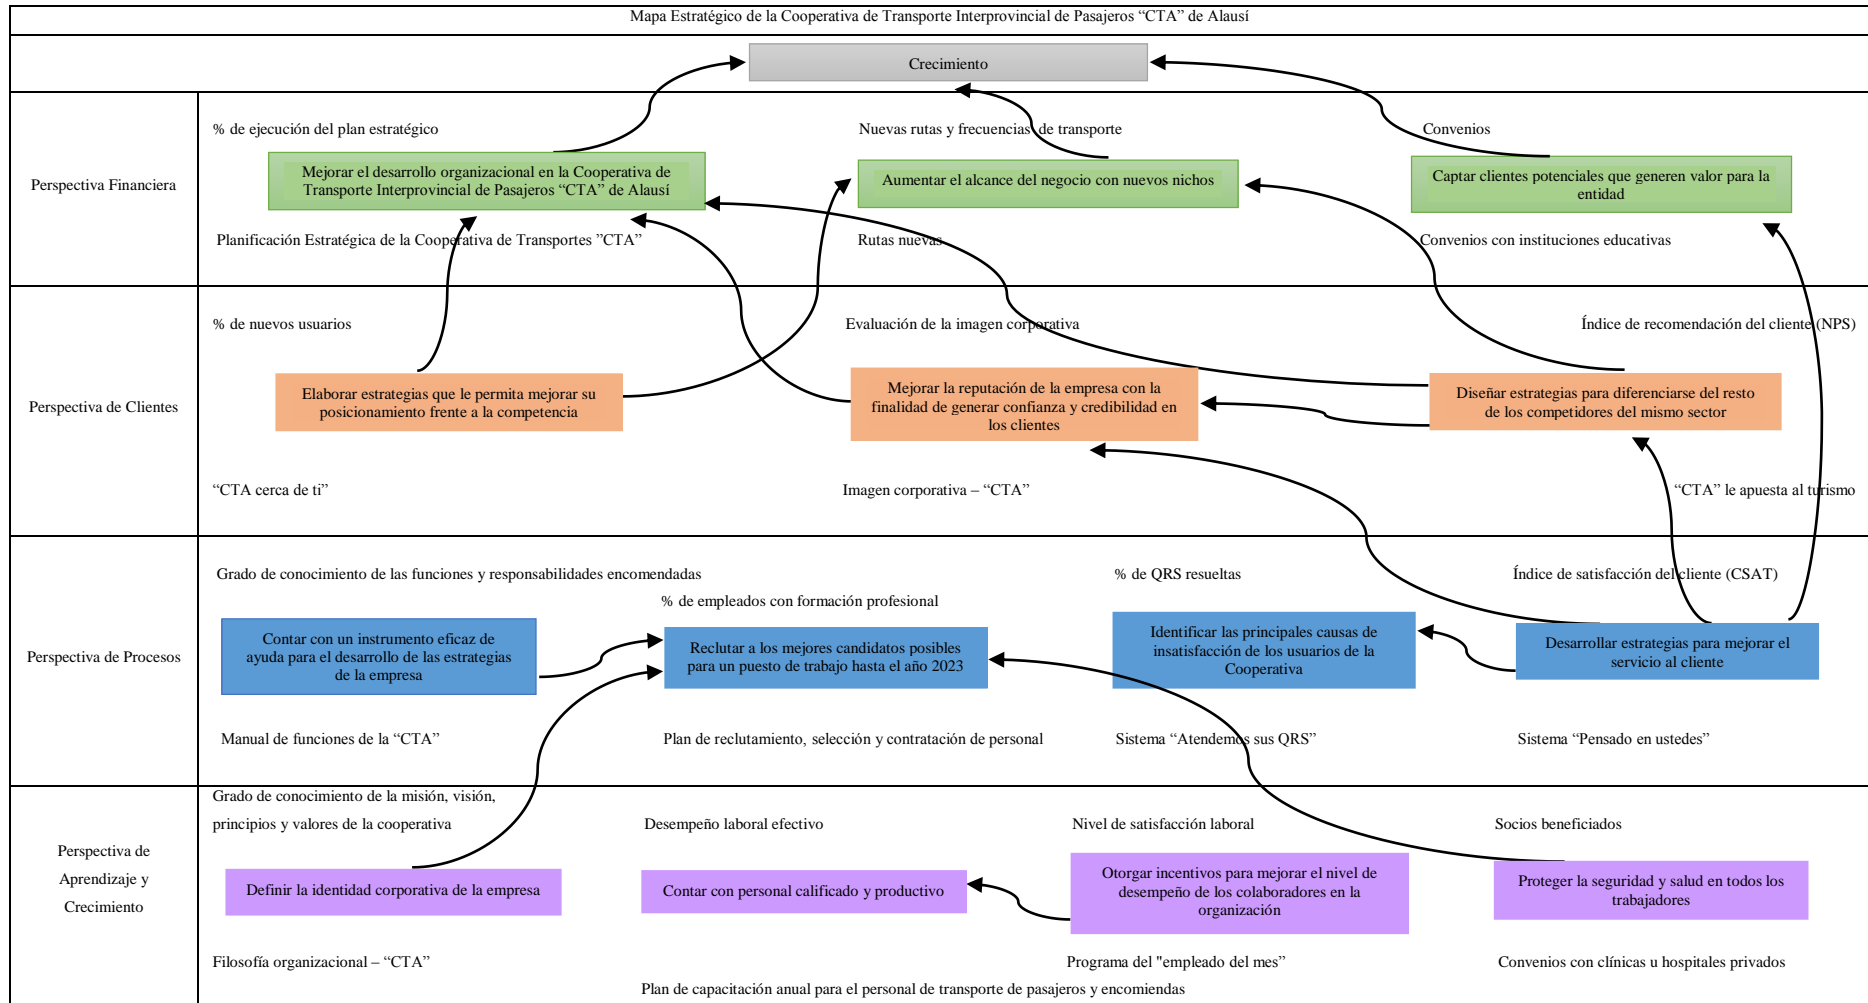 Mapa Estratégico de la Cooperativa de Transporte Interprovincial de Pasajeros “CTA” de Alausí
Crecimiento
Perspectiva Financiera
% de ejecución del plan estratégico
Nuevas rutas y frecuencias de transporte
Convenios
Mejorar el desarrollo organizacional en la Cooperativa de
Transporte Interprovincial de Pasajeros “CTA” de Alausí
Aumentar el alcance del negocio con nuevos nichos
Captar clientes potenciales que generen valor para la
entidad
Planificación Estratégica de la Cooperativa de Transportes ”CTA”
Rutas nuevas
Convenios con instituciones educativas
Perspectiva de Clientes
% de nuevos usuarios
Evaluación de la imagen corporativa
Índice de recomendación del cliente (NPS)
Elaborar estrategias que le permita mejorar su
posicionamiento frente a la competencia
Mejorar la reputación de la empresa con la
finalidad de generar confianza y credibilidad en
los clientes
Diseñar estrategias para diferenciarse del resto
de los competidores del mismo sector
“CTA cerca de ti”
Imagen corporativa – “CTA”
“CTA” le apuesta al turismo
Perspectiva de Procesos
Grado de conocimiento de las funciones y responsabilidades encomendadas
% de empleados con formación profesional
% de QRS resueltas
Índice de satisfacción del cliente (CSAT)
Contar con un instrumento eficaz de
ayuda para el desarrollo de las estrategias
de la empresa
Reclutar a los mejores candidatos posibles
para un puesto de trabajo hasta el año 2023
Identificar las principales causas de
insatisfacción de los usuarios de la
Cooperativa
Desarrollar estrategias para mejorar el
servicio al cliente
Manual de funciones de la “CTA”
Plan de reclutamiento, selección y contratación de personal
Sistema “Atendemos sus QRS”
Sistema “Pensado en ustedes”
Perspectiva de
Aprendizaje y
Crecimiento
Grado de conocimiento de la misión, visión,
principios y valores de la cooperativa
Desempeño laboral efectivo
Nivel de satisfacción laboral
Socios beneficiados
Definir la identidad corporativa de la empresa
Contar con personal calificado y productivo
Otorgar incentivos para mejorar el nivel de
desempeño de los colaboradores en la
organización
Proteger la seguridad y salud en todos los
trabajadores
Filosofía organizacional – “CTA”
Programa del "empleado del mes”
Convenios con clínicas u hospitales privados
Plan de capacitación anual para el personal de transporte de pasajeros y encomiendas